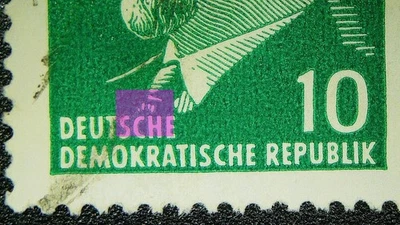 10
DEUTSCHE
DEMOKRATISCHE REPUBLIK